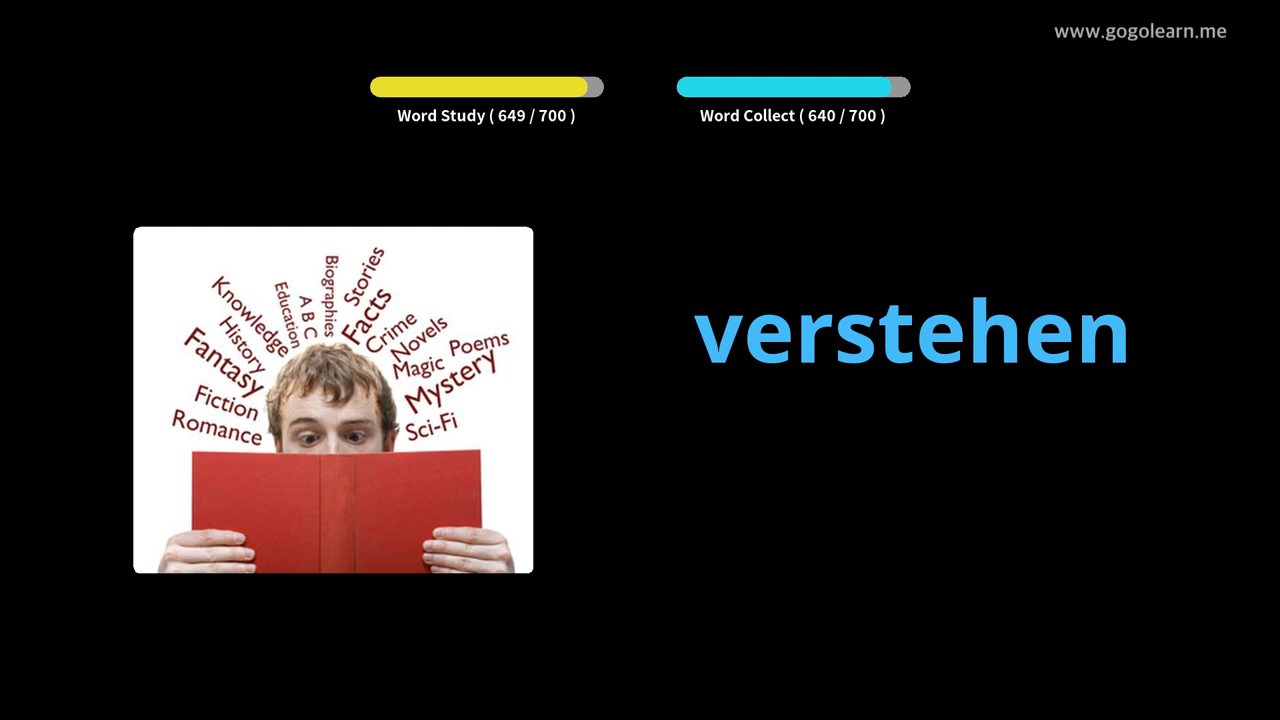 www.gogolearn.me
Word Study ( 649 / 700 )
Word Collect ( 640 / 700 )
verstehen
Romance
Fiction
Fantasy
History
Knowledge
Education
A B C
Biographies
Stories
Facts
Crime
Novels
Magic
Poems
Mystery
Sci-Fi